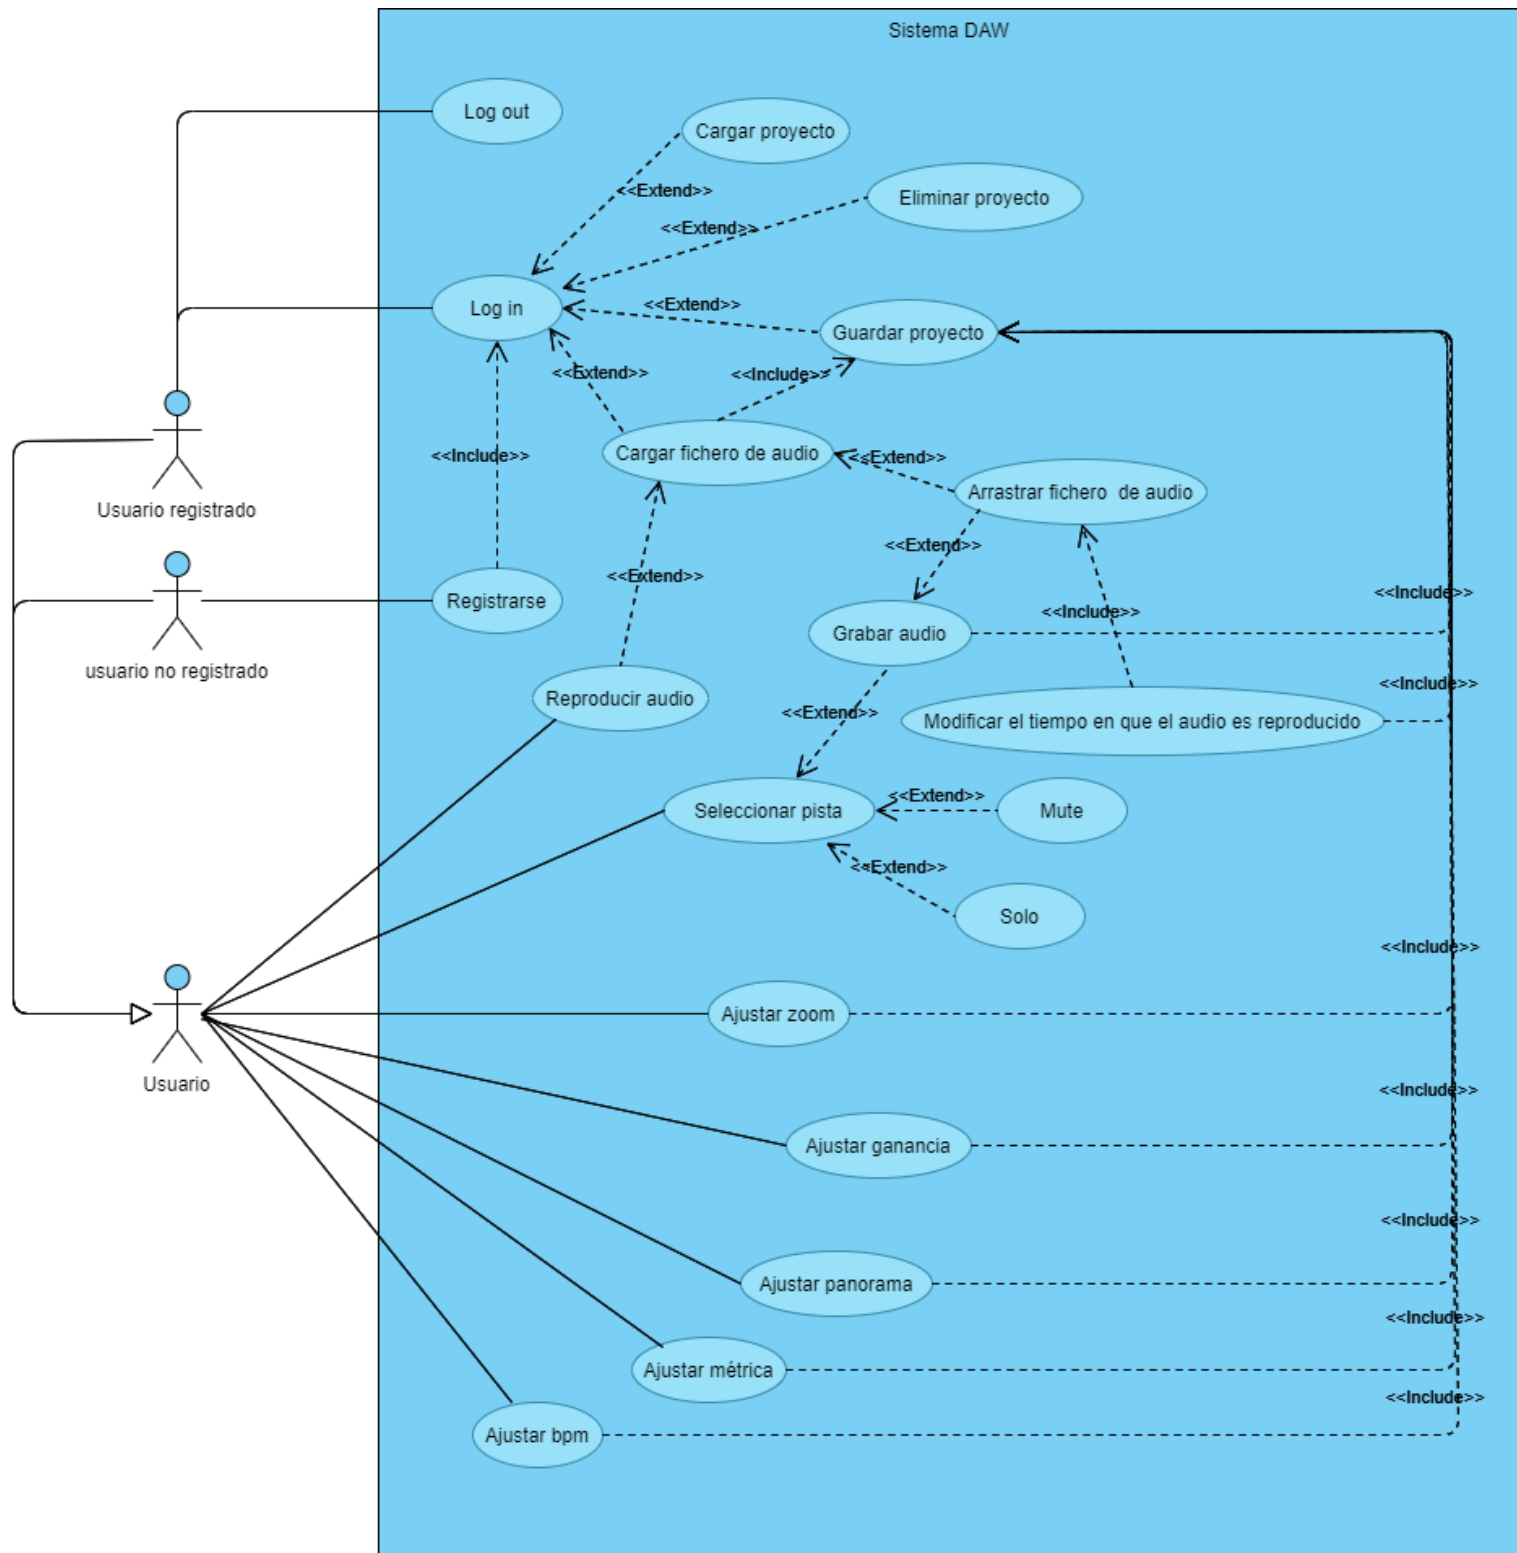 Sistema DAW
Log out
Cargar proyecto
<<Extend>>
Eliminar proyecto
<<Extend>>
Log in
<<Extend>>
Guardar proyecto
<<Extend>>
<<Include>>
Cargar fichero de audio
<<Include>>
<<Extend>>
Arrastrar fichero  de audio
Usuario registrado
<<Extend>>
<<Extend>>
<<Include>>
Registrarse
<<Include>>
Grabar audio
usuario no registrado
<<Include>>
Reproducir audio
<<Extend>>
Modificar el tiempo en que el audio es reproducido
<<Extend>>
Seleccionar pista
Mute
<<Extend>>
Solo
<<Include>>
Ajustar zoom
Usuario
<<Include>>
Ajustar ganancia
<<Include>>
Ajustar panorama
<<Include>>
Ajustar métrica
<<Include>>
Ajustar bpm